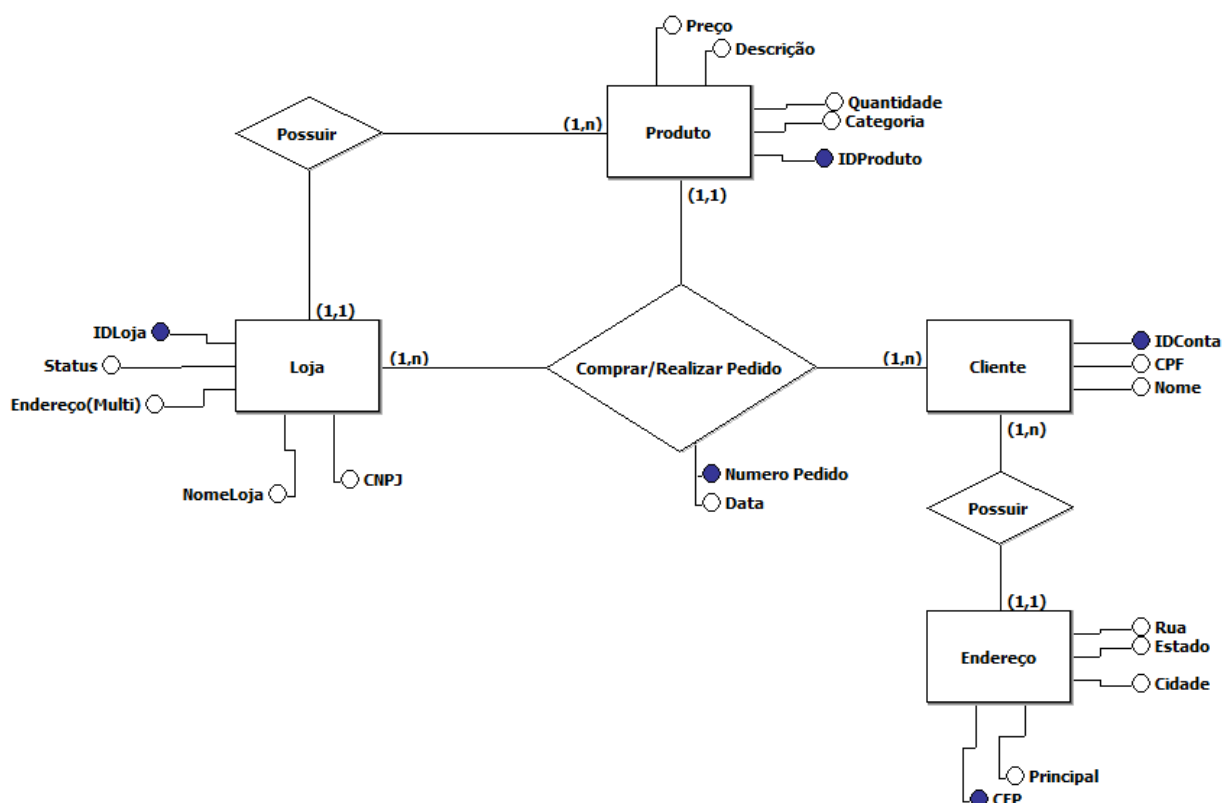 Preço
Descrição
Quantidade
Categoria
IDProduto
Produto
Possuir
(1,n)
(1,1)
(1,1)
IDLoja
Status
Endereço(Multi)
Loja
(1,n)
NomeLoja
CNPJ
Comprar/Realizar Pedido
(1,n)
Numero Pedido
Data
Cliente
IDConta
CPF
Nome
(1,n)
Possuir
(1,1)
Endereço
Rua
Estado
Cidade
Principal
CEP